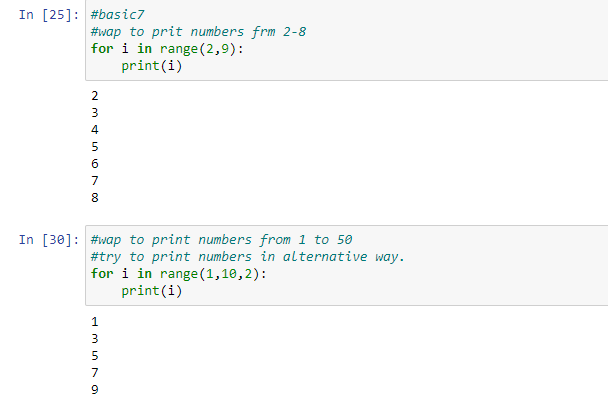 In [25]: #basic7
#wap to prit numbers frm 2-8
for i in range(2,9):
    print(i)
2
3
4
5
6
7
8
In [30]: #wap to print numbers from 1 to 50
#try to print numbers in alternative way.
for i in range(1,10,2):
    print(i)
1
3
5
7
9